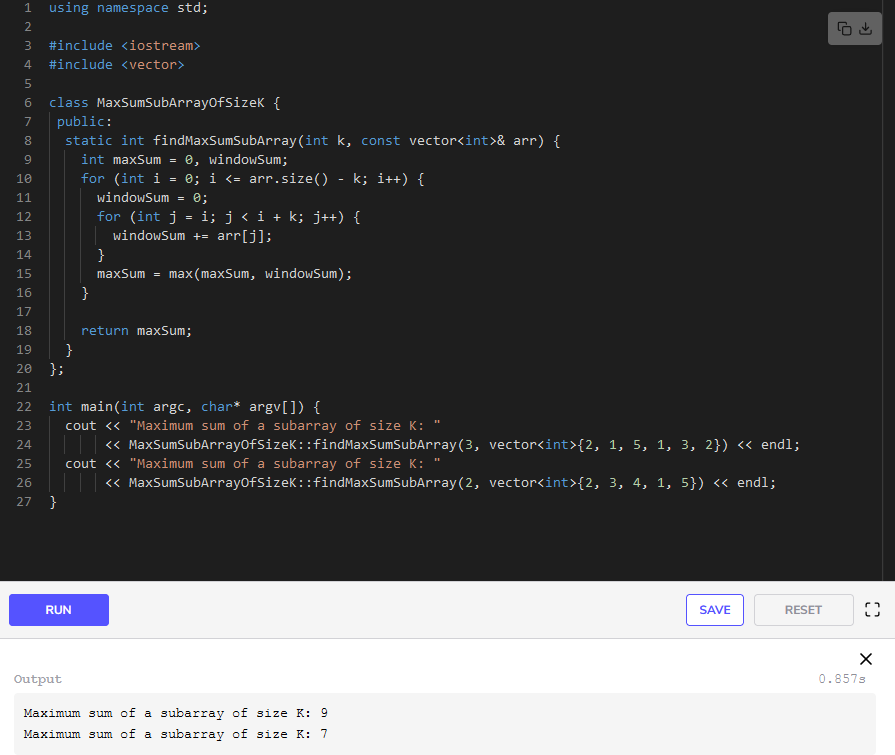 1 using namespace std;
2
3 #include <iostream>
4 #include <vector>
5
6 class MaxSumSubArrayOfSizeK {
7  public:
8   static int findMaxSumSubArray(int k, const vector<int>& arr) {
9     int maxSum = 0, windowSum;
10     for (int i = 0; i <= arr.size() - k; i++) {
11       windowSum = 0;
12       for (int j = i; j < i + k; j++) {
13         windowSum += arr[j];
14       }
15       maxSum = max(maxSum, windowSum);
16     }
17
18     return maxSum;
19   }
20 };
21
22 int main(int argc, char* argv[]) {
23   cout << "Maximum sum of a subarray of size K: "
24        << MaxSumSubArrayOfSizeK::findMaxSumSubArray(3, vector<int>{2, 1, 5, 1, 3, 2}) << endl;
25   cout << "Maximum sum of a subarray of size K: "
26        << MaxSumSubArrayOfSizeK::findMaxSumSubArray(2, vector<int>{2, 3, 4, 1, 5}) << endl;
27 }
RUN SAVE RESET
Output 0.857s
Maximum sum of a subarray of size K: 9
Maximum sum of a subarray of size K: 7